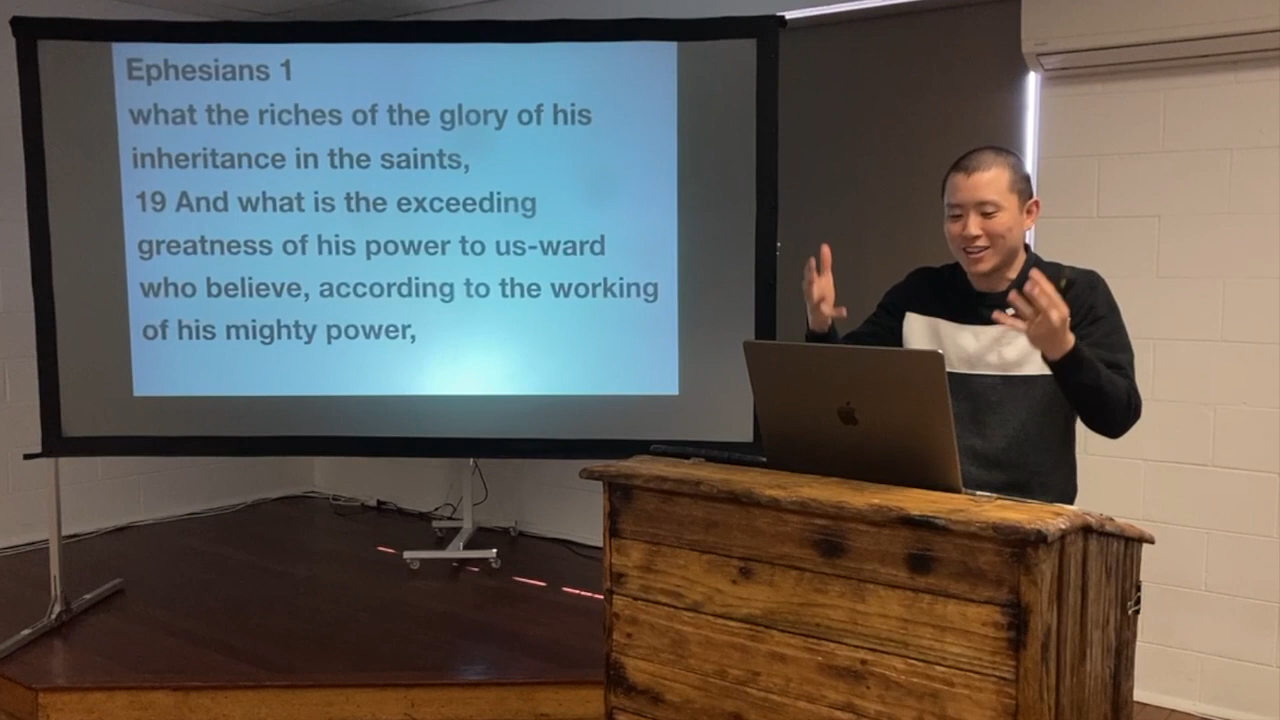 Ephesians 1
what the riches of the glory of his
inheritance in the saints,
19 And what is the exceeding
greatness of his power to us-ward
who believe, according to the working
of his mighty power,